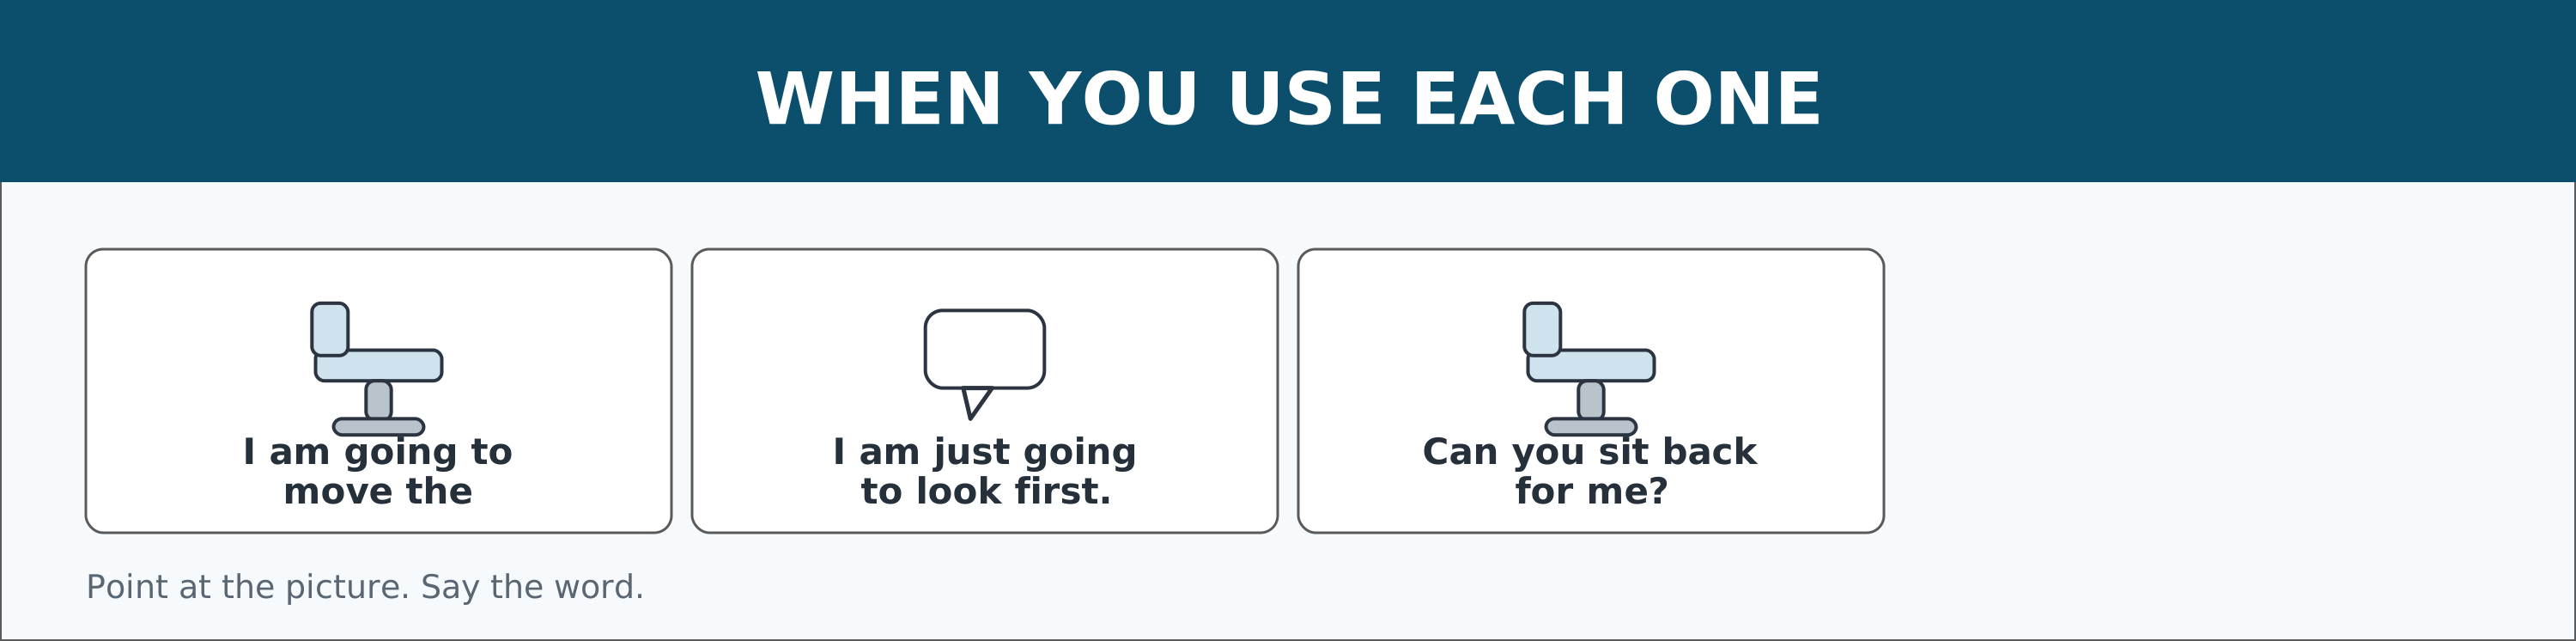 WHEN YOU USE EACH ONE
I am going to
move the
I am just going
to look first.
Can you sit back
for me?
Point at the picture. Say the word.